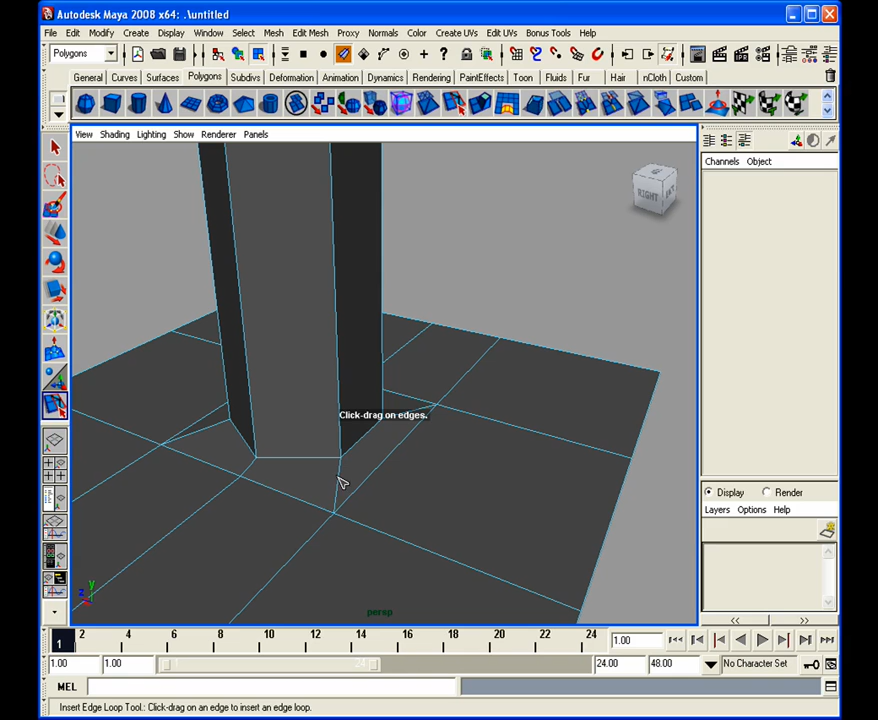 Autodesk Maya 2008 x64: .\untitled
File Edit Modify Create Display Window Select Mesh Edit Mesh Proxy Normals Color Create UVs Edit UVs Bonus Tools Help
Polygons
General Curves Surfaces Polygons Subdivs Deformation Animation Dynamics Rendering PaintEffects Toon Fluids Fur Hair nCloth Custom
View Shading Lighting Show Renderer Panels
Channels Object
RIGHT
Click-drag on edges.
Display Render
Layers Options Help
y
z
persp
1 2 4 6 8 10 12 14 16 18 20 22 24 1.00
1.00 1.00 1 24 24.00 48.00 No Character Set
MEL
Insert Edge Loop Tool: Click-drag on an edge to insert an edge loop.